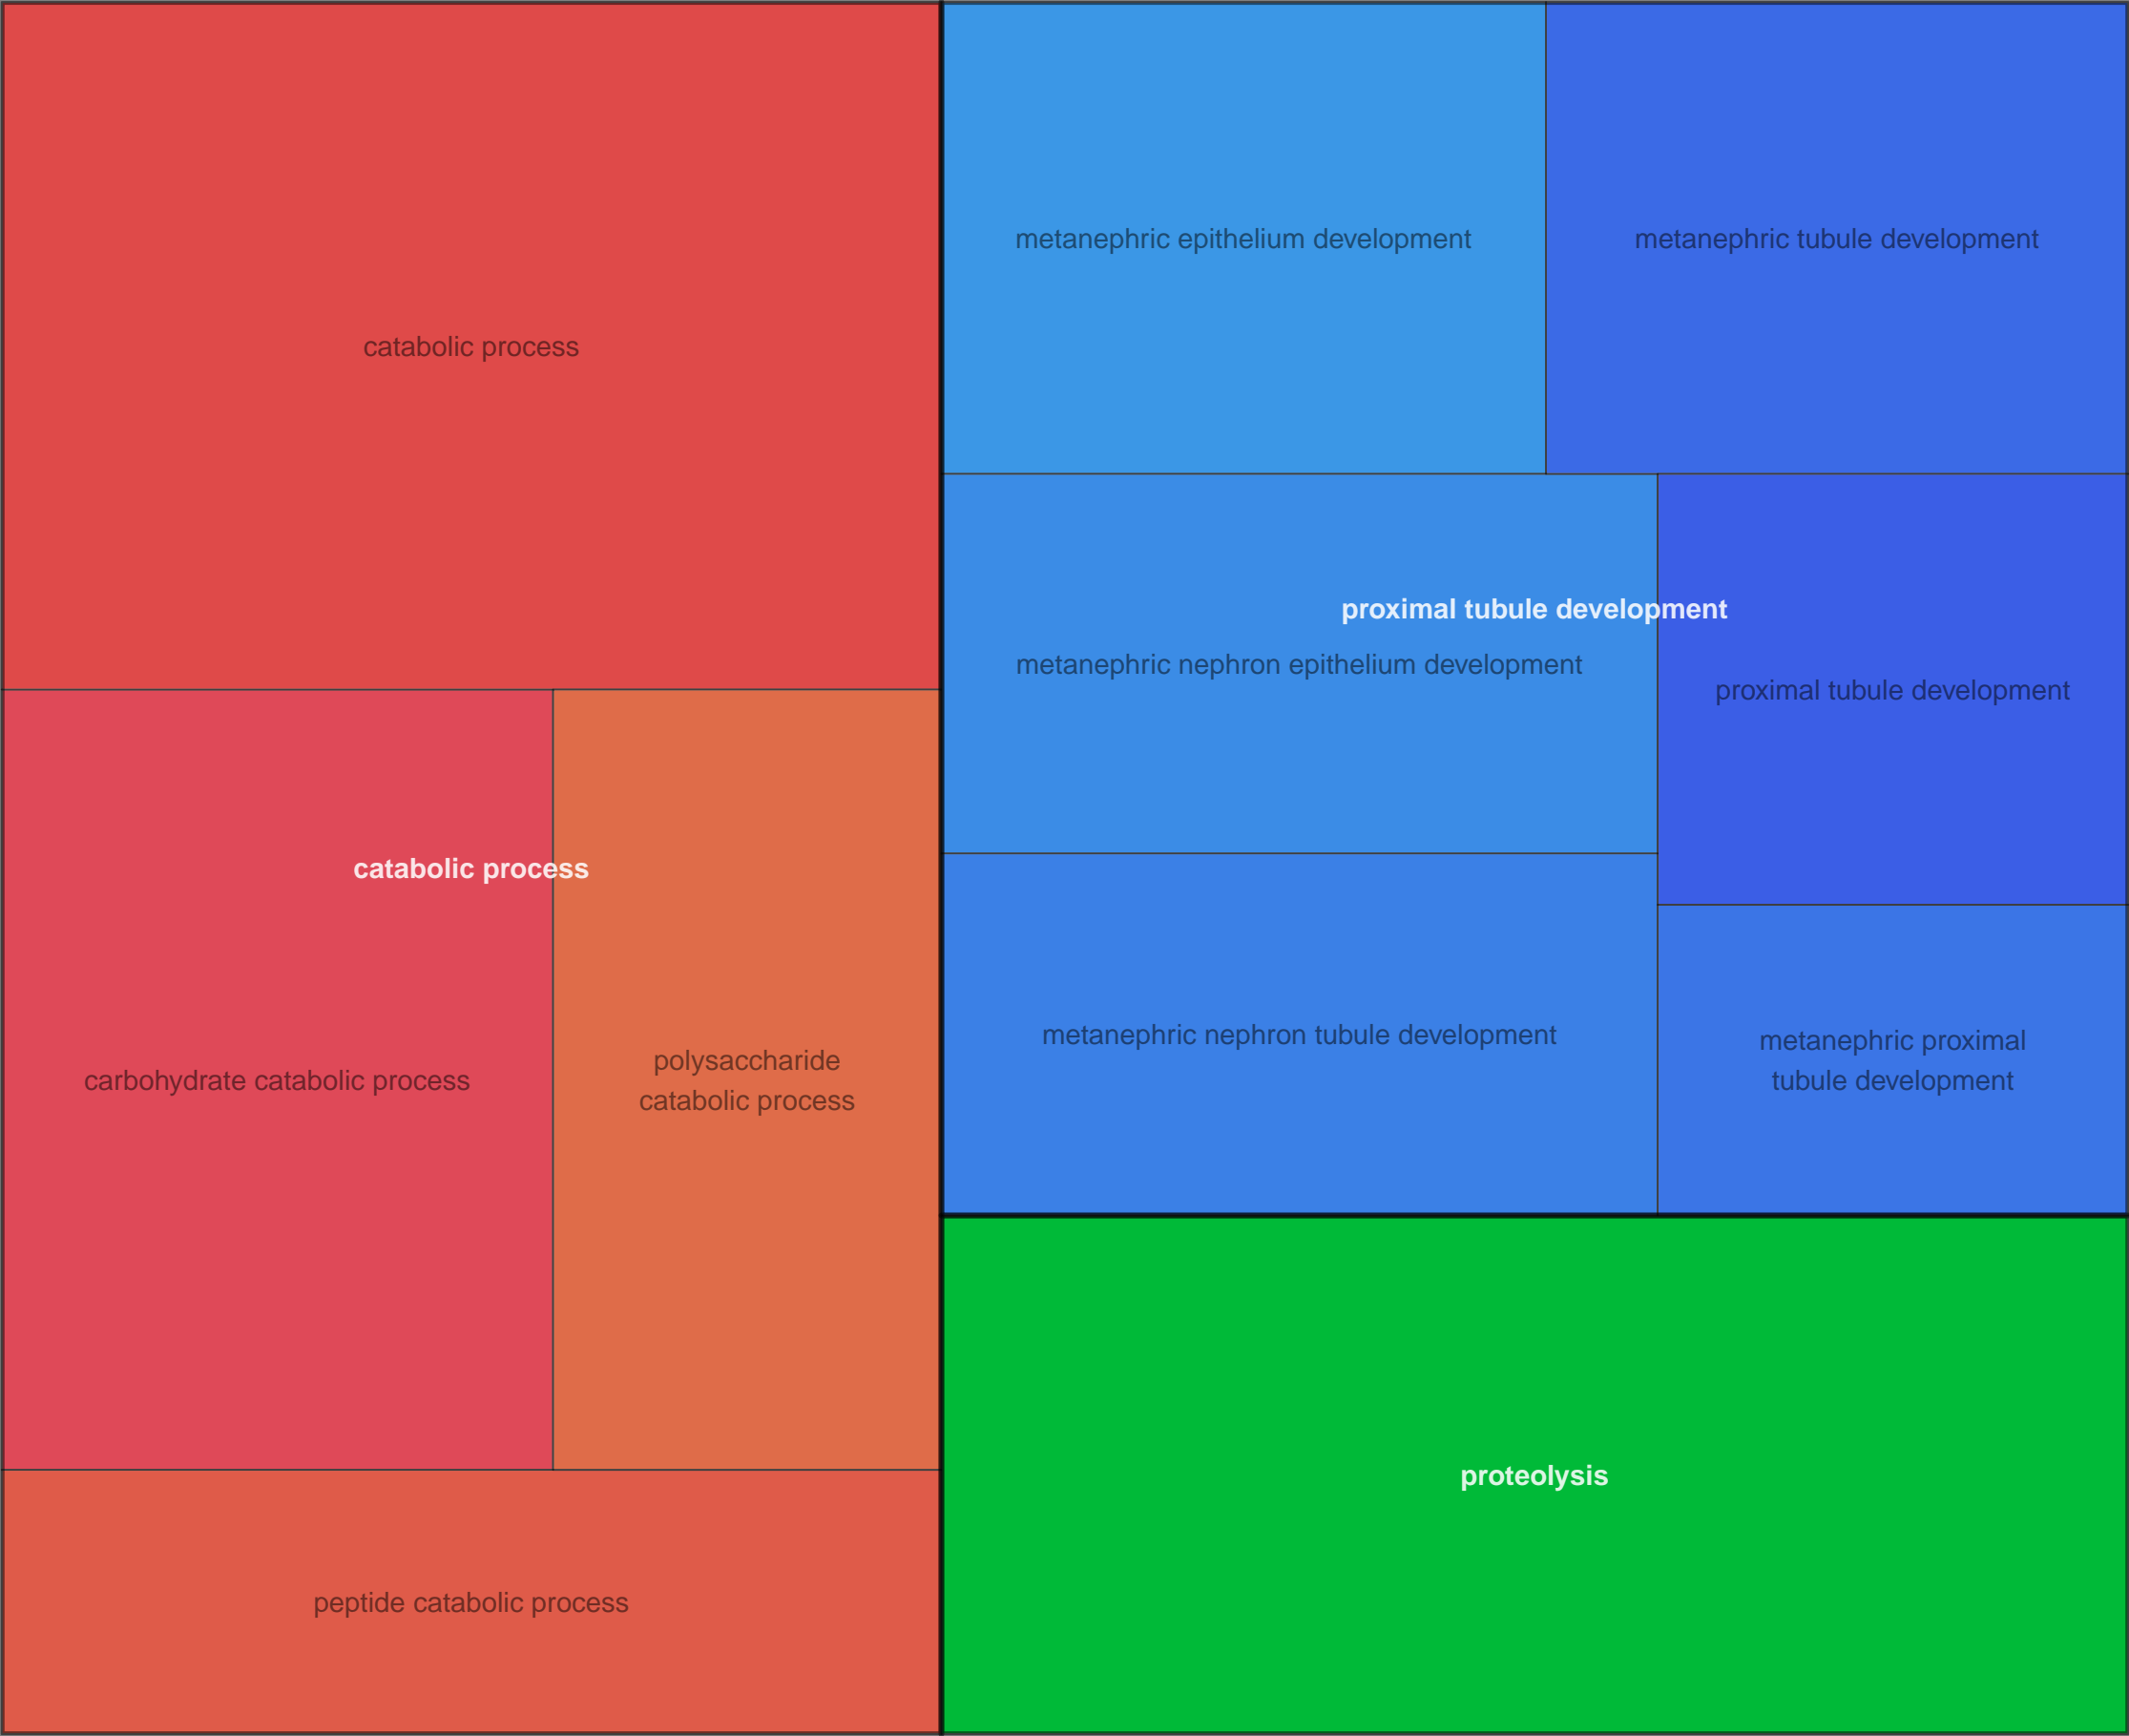 catabolic process
carbohydrate catabolic process
catabolic process
polysaccharide
catabolic process
peptide catabolic process
metanephric epithelium development
metanephric tubule development
proximal tubule development
metanephric nephron epithelium development
proximal tubule development
metanephric nephron tubule development
metanephric proximal
tubule development
proteolysis